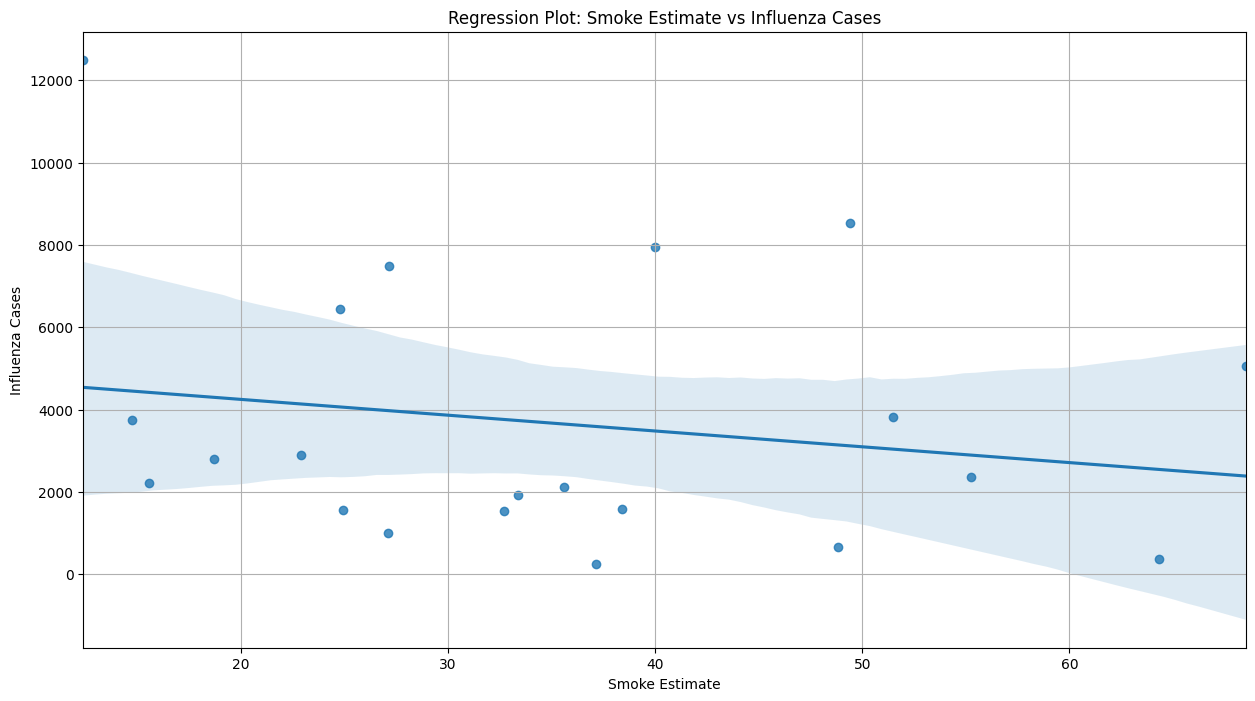 Regression Plot: Smoke Estimate vs Influenza Cases
12000
10000
8000
6000
4000
2000
0
Influenza Cases
20 30 40 50 60
Smoke Estimate